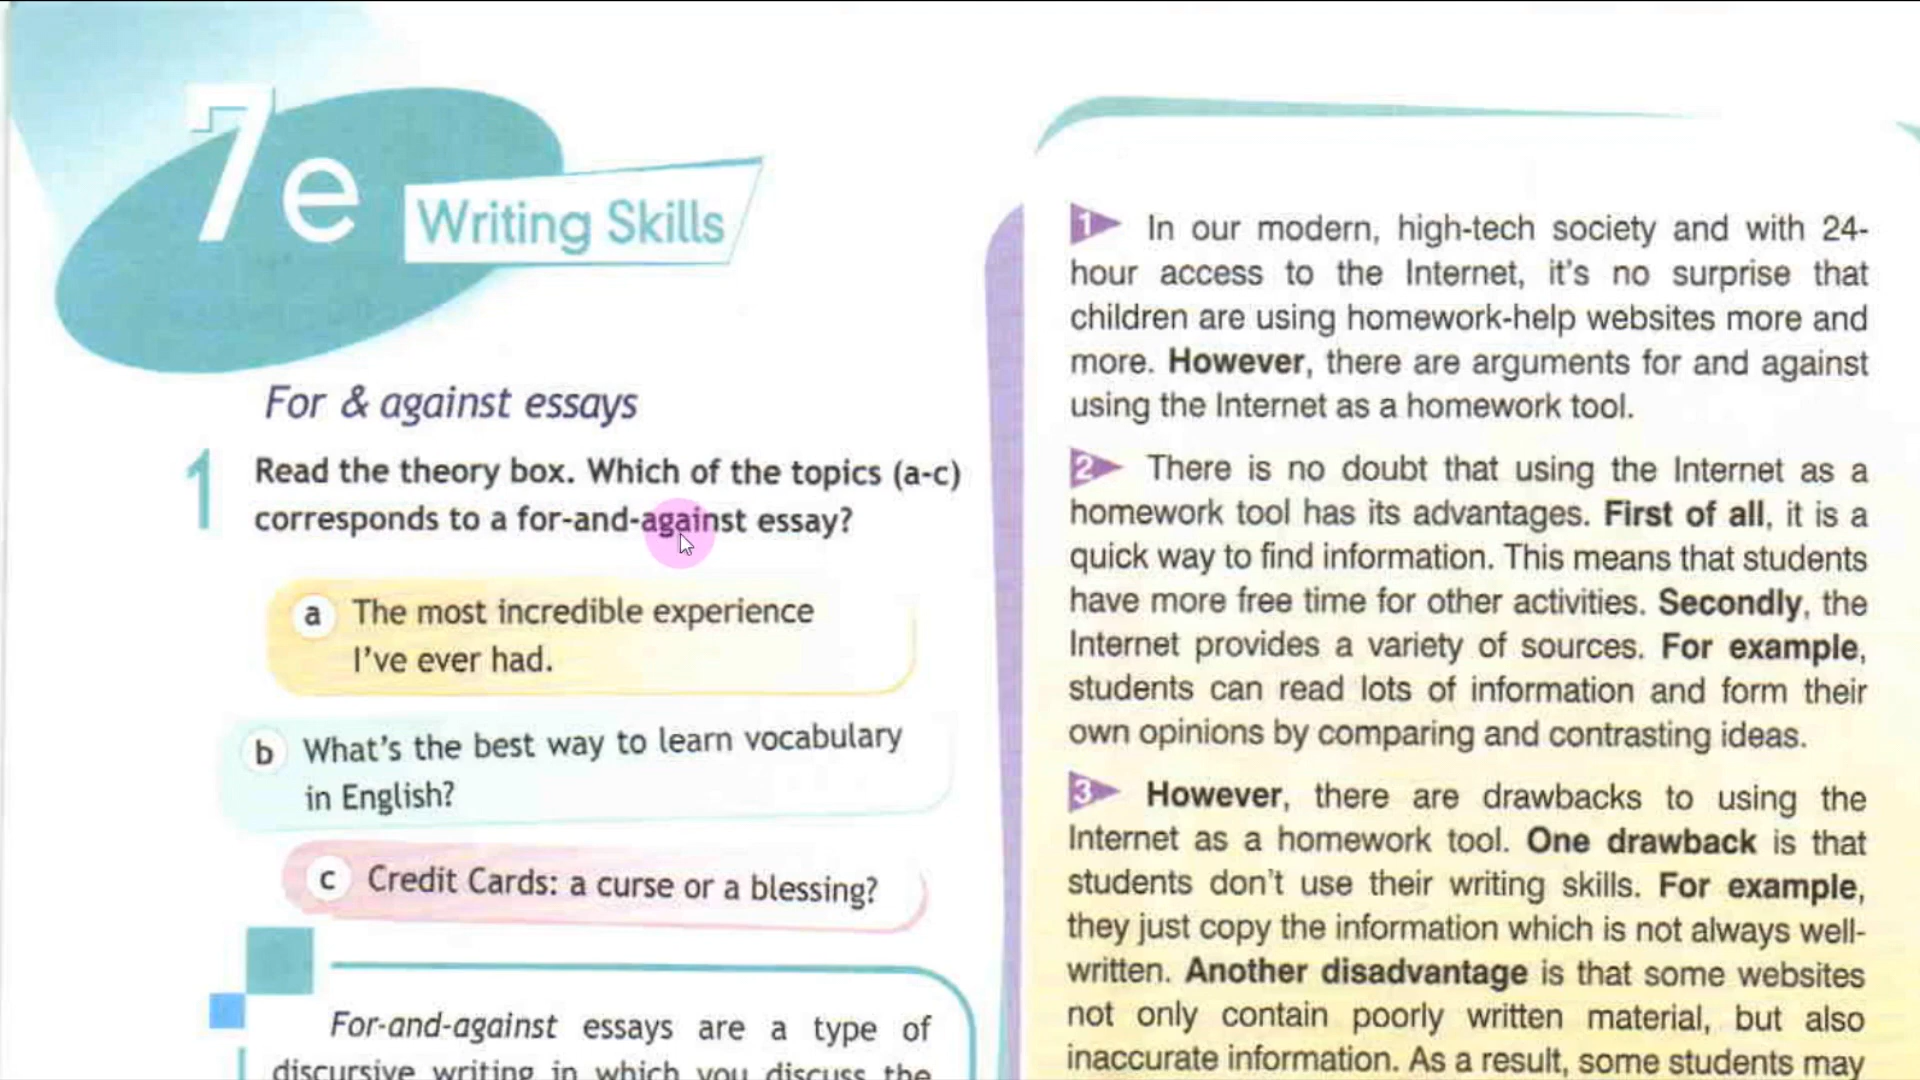 7e
Writing Skills
For & against essays
1 Read the theory box. Which of the topics (a-c)
corresponds to a for-and-against essay?
a The most incredible experience
I've ever had.
b What's the best way to learn vocabulary
in English?
c Credit Cards: a curse or a blessing?
For-and-against essays are a type of
discursive writing in which you discuss the
1 In our modern, high-tech society and with 24-
hour access to the Internet, it's no surprise that
children are using homework-help websites more and
more. However, there are arguments for and against
using the Internet as a homework tool.
2 There is no doubt that using the Internet as a
homework tool has its advantages. First of all, it is a
quick way to find information. This means that students
have more free time for other activities. Secondly, the
Internet provides a variety of sources. For example,
students can read lots of information and form their
own opinions by comparing and contrasting ideas.
3 However, there are drawbacks to using the
Internet as a homework tool. One drawback is that
students don't use their writing skills. For example,
they just copy the information which is not always well-
written. Another disadvantage is that some websites
not only contain poorly written material, but also
inaccurate information. As a result, some students may